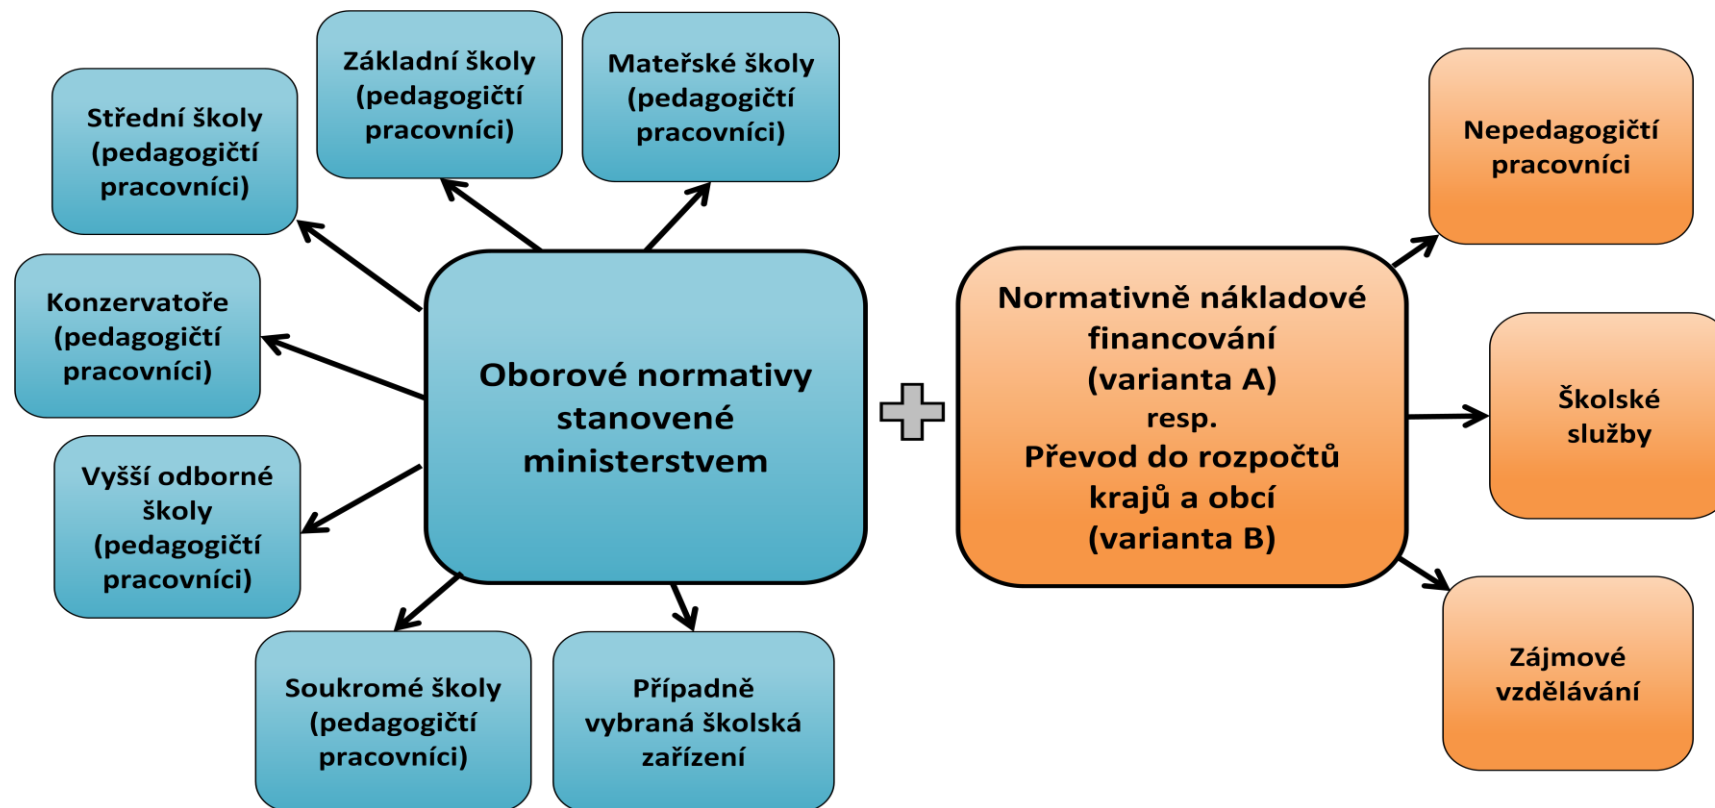 Základní školy
(pedagogičtí
pracovníci)
Mateřské školy
(pedagogičtí
pracovníci)
Střední školy
(pedagogičtí
pracovníci)
Konzervatoře
(pedagogičtí
pracovníci)
Vyšší odborné
školy
(pedagogičtí
pracovníci)
Soukromé školy
(pedagogičtí
pracovníci)
Případně
vybraná školská
zařízení
Oborové normativy
stanovené
ministerstvem
Normativně nákladové
financování
(varianta A)
resp.
Převod do rozpočtů
krajů a obcí
(varianta B)
Nepedagogičtí
pracovníci
Školské
služby
Zájmové
vzdělávání